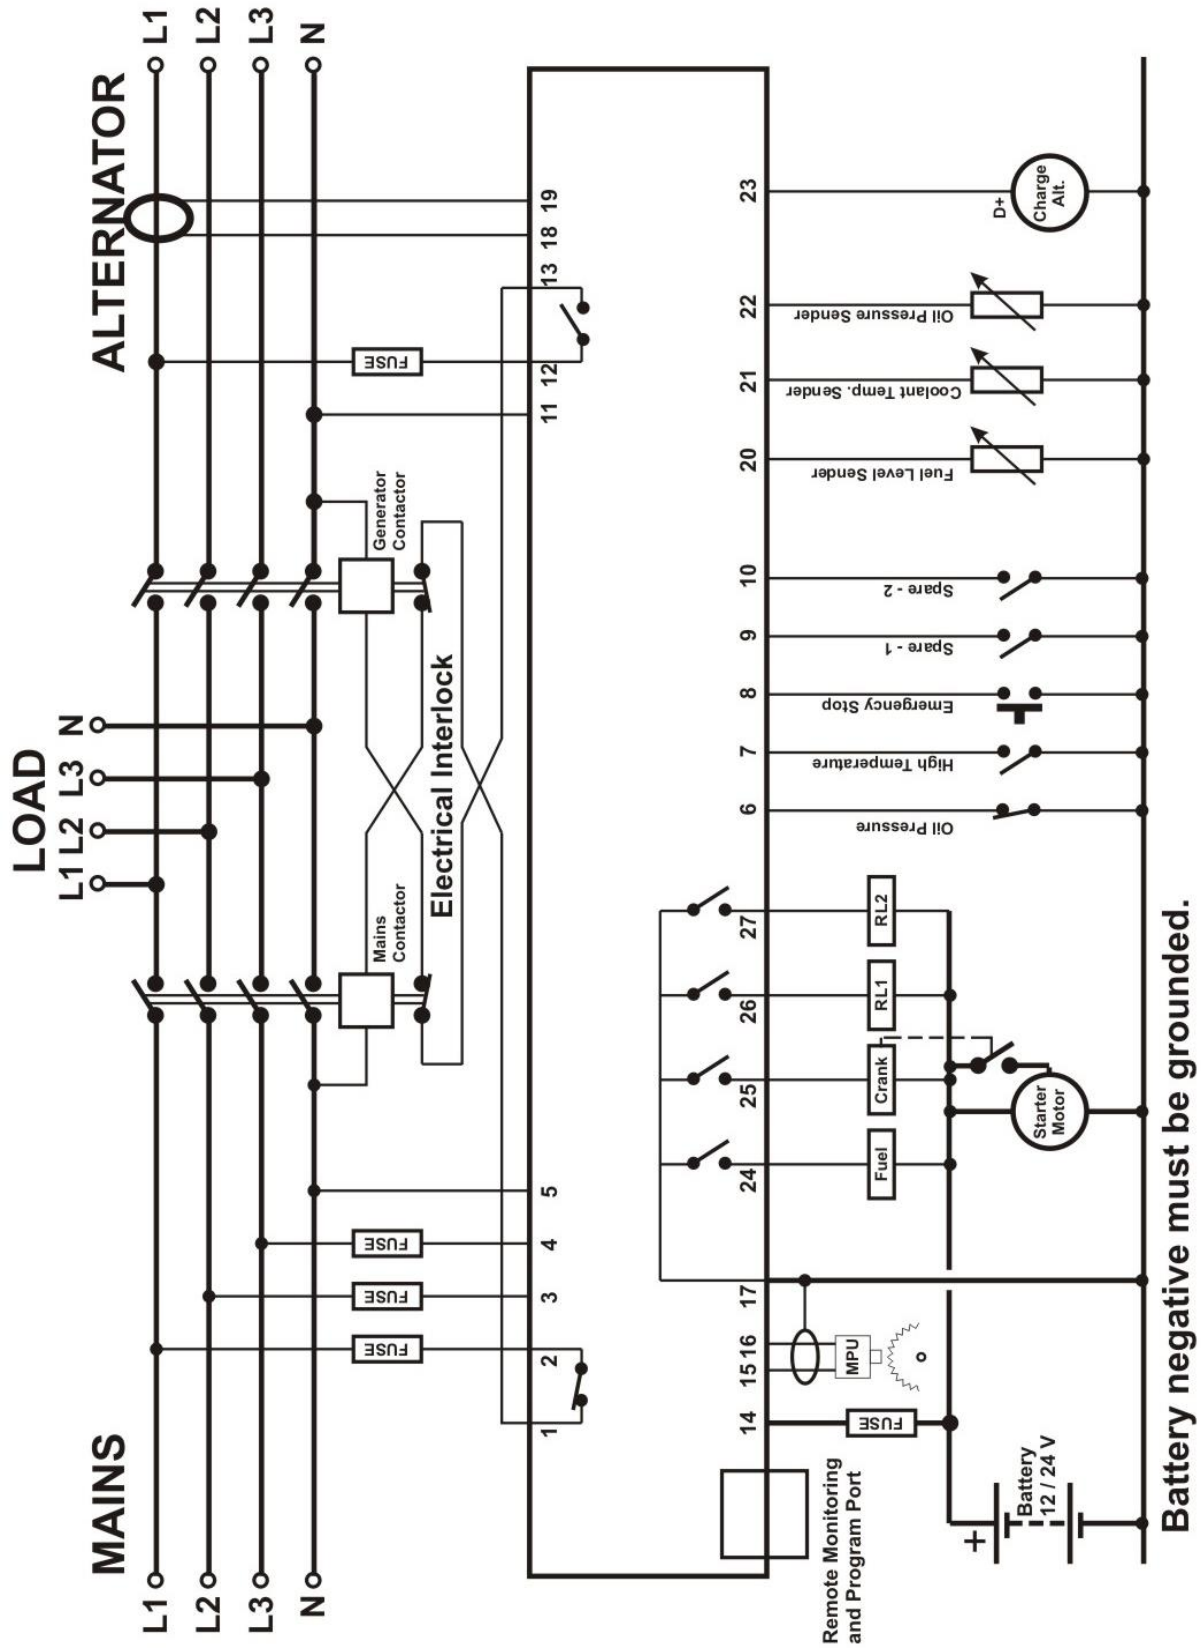 LOAD
L1 L2 L3 N
MAINS
ALTERNATOR
L1
L2
L3
N
L1
L2
L3
N
Mains
Contactor
Generator
Contactor
Electrical Interlock
FUSE
FUSE
FUSE
FUSE
1 2 3 4 5 11 12 13 18 19
14 15 16 17 24 25 26 27 6 7 8 9 10 20 21 22 23
Remote Monitoring
and Program Port
FUSE
MPU
Fuel
Crank
RL1
RL2
Oil Pressure
High Temperature
Emergency Stop
Spare - 1
Spare - 2
Fuel Level Sender
Coolant Temp. Sender
Oil Pressure Sender
D+
Charge
Alt.
Starter
Motor
+
Battery
12 / 24 V
Battery negative must be grounded.